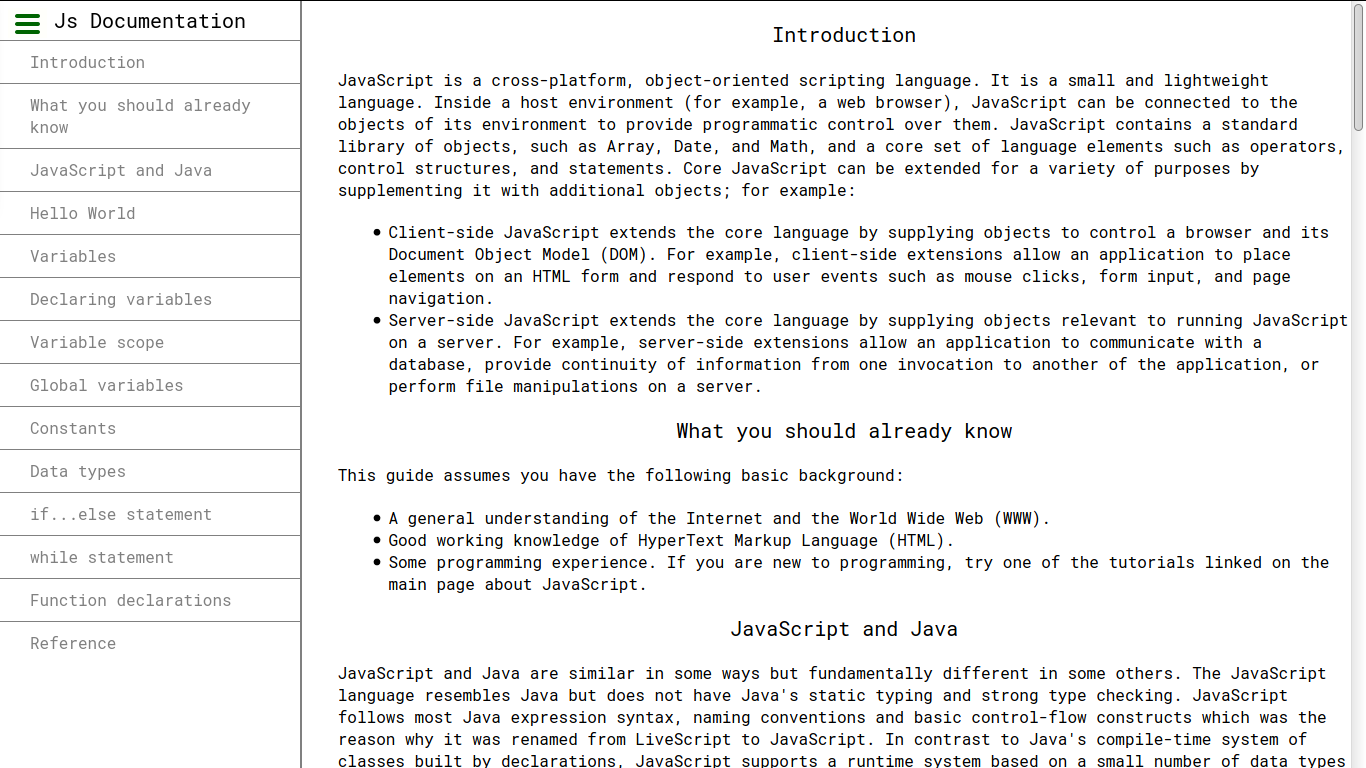 Js Documentation
Introduction
What you should already
know
JavaScript and Java
Hello World
Variables
Declaring variables
Variable scope
Global variables
Constants
Data types
if...else statement
while statement
Function declarations
Reference
Introduction
JavaScript is a cross-platform, object-oriented scripting language. It is a small and lightweight
language. Inside a host environment (for example, a web browser), JavaScript can be connected to the
objects of its environment to provide programmatic control over them. JavaScript contains a standard
library of objects, such as Array, Date, and Math, and a core set of language elements such as operators,
control structures, and statements. Core JavaScript can be extended for a variety of purposes by
supplementing it with additional objects; for example:
• Client-side JavaScript extends the core language by supplying objects to control a browser and its
Document Object Model (DOM). For example, client-side extensions allow an application to place
elements on an HTML form and respond to user events such as mouse clicks, form input, and page
navigation.
• Server-side JavaScript extends the core language by supplying objects relevant to running JavaScript
on a server. For example, server-side extensions allow an application to communicate with a
database, provide continuity of information from one invocation to another of the application, or
perform file manipulations on a server.
What you should already know
This guide assumes you have the following basic background:
• A general understanding of the Internet and the World Wide Web (WWW).
• Good working knowledge of HyperText Markup Language (HTML).
• Some programming experience. If you are new to programming, try one of the tutorials linked on the
main page about JavaScript.
JavaScript and Java
JavaScript and Java are similar in some ways but fundamentally different in some others. The JavaScript
language resembles Java but does not have Java's static typing and strong type checking. JavaScript
follows most Java expression syntax, naming conventions and basic control-flow constructs which was the
reason why it was renamed from LiveScript to JavaScript. In contrast to Java's compile-time system of
classes built by declarations, JavaScript supports a runtime system based on a small number of data types